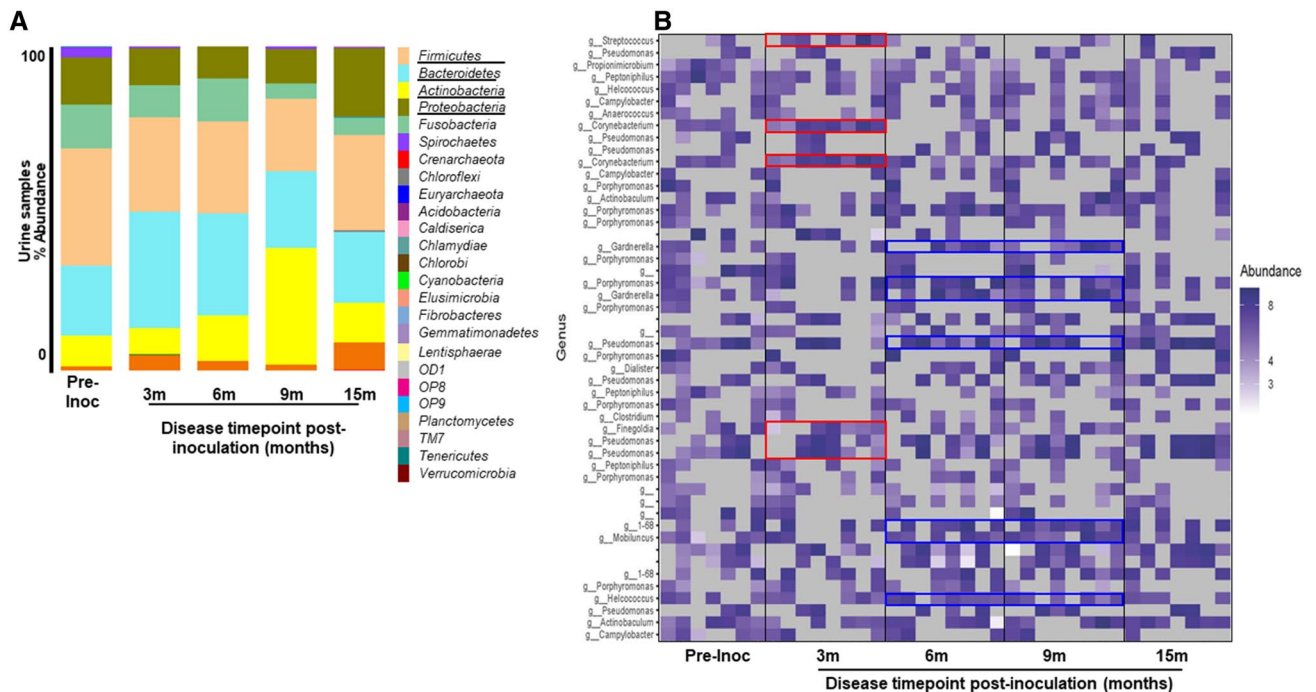 A
100
0
Urine samples
% Abundance
Pre-
Inoc
3m
6m
9m
15m
Disease timepoint post-
inoculation (months)
Firmicutes
Bacteroidetes
Actinobacteria
Proteobacteria
Fusobacteria
Spirochaetes
Crenarchaeota
Chloroflexi
Euryarchaeota
Acidobacteria
Caldiserica
Chlamydiae
Chlorobi
Cyanobacteria
Elusimicrobia
Fibrobacteres
Gemmatimonadetes
Lentisphaerae
OD1
OP8
OP9
Planctomycetes
TM7
Tenericutes
Verrucomicrobia
B
Genus
g__Streptococcus
g__Pseudomonas
g__Propionimicrobium
g__Peptoniphilus
g__Helcococcus
g__Campylobacter
g__Anaerococcus
g__Corynebacterium
g__Pseudomonas
g__Pseudomonas
g__Corynebacterium
g__Campylobacter
g__Porphyromonas
g__Actinobaculum
g__Porphyromonas
g__Porphyromonas
g__Gardnerella
g__Porphyromonas
g__
g__Porphyromonas
g__Gardnerella
g__Porphyromonas
g__
g__Pseudomonas
g__Porphyromonas
g__Dialister
g__Pseudomonas
g__Peptoniphilus
g__Porphyromonas
g__Clostridium
g__Finegoldia
g__Pseudomonas
g__Pseudomonas
g__Peptoniphilus
g__Porphyromonas
g__
g__
g__
g__1-68
g__Mobiluncus
g__1-68
g__Porphyromonas
g__Helcococcus
g__Pseudomonas
g__Actinobaculum
g__Campylobacter
Pre-Inoc
3m
6m
9m
15m
Disease timepoint post-inoculation (months)
Abundance
8
4
3